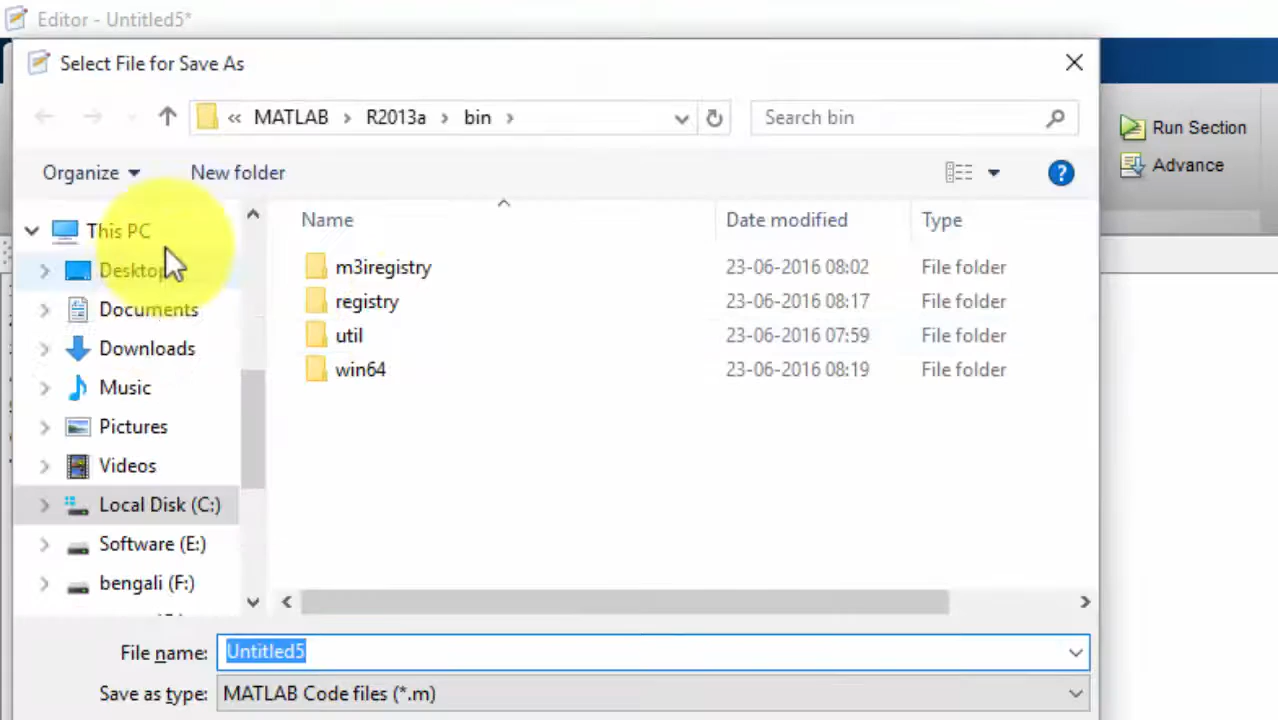 Editor - Untitled5*
Select File for Save As
« MATLAB › R2013a › bin ›
Search bin
Run Section
Advance
Organize
New folder
Name
Date modified
Type
This PC
Desktop
Documents
Downloads
Music
Pictures
Videos
Local Disk (C:)
Software (E:)
bengali (F:)
m3iregistry 23-06-2016 08:02 File folder
registry 23-06-2016 08:17 File folder
util 23-06-2016 07:59 File folder
win64 23-06-2016 08:19 File folder
File name: Untitled5
Save as type: MATLAB Code files (*.m)